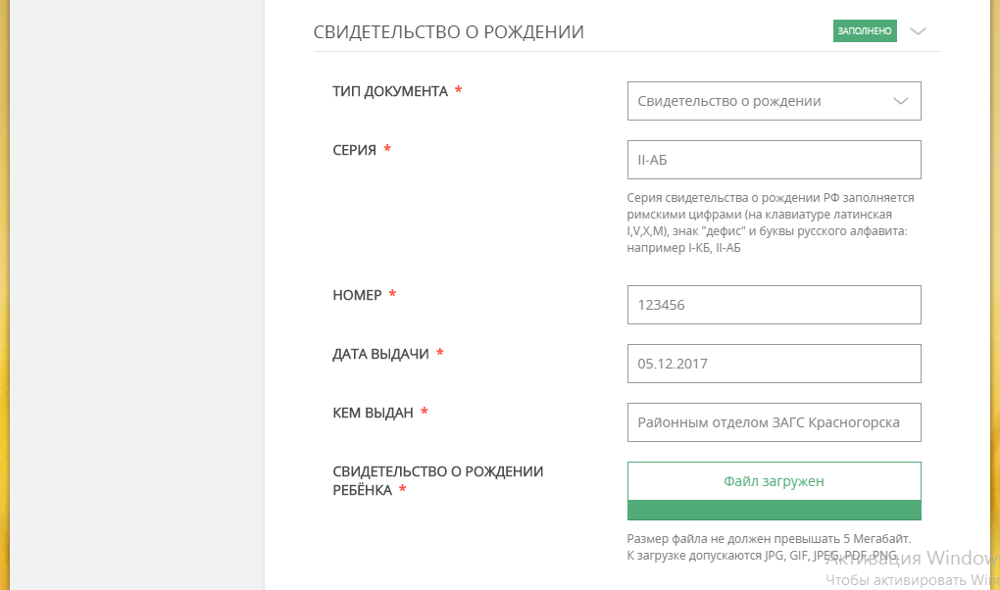 СВИДЕТЕЛЬСТВО О РОЖДЕНИИ
ЗАПОЛНЕНО
ТИП ДОКУМЕНТА *
Свидетельство о рождении
СЕРИЯ *
II-АБ
Серия свидетельства о рождении РФ заполняется
римскими цифрами (на клавиатуре латинская
I,V,X,M), знак "дефис" и буквы русского алфавита:
например I-КБ, II-АБ
НОМЕР *
123456
ДАТА ВЫДАЧИ *
05.12.2017
КЕМ ВЫДАН *
Районным отделом ЗАГС Красногорска
СВИДЕТЕЛЬСТВО О РОЖДЕНИИ
РЕБЁНКА *
Файл загружен
Размер файла не должен превышать 5 Мегабайт.
К загрузке допускаются JPG, GIF, JPEG, PDF, PNG.
Активация Windows
Чтобы активировать Win